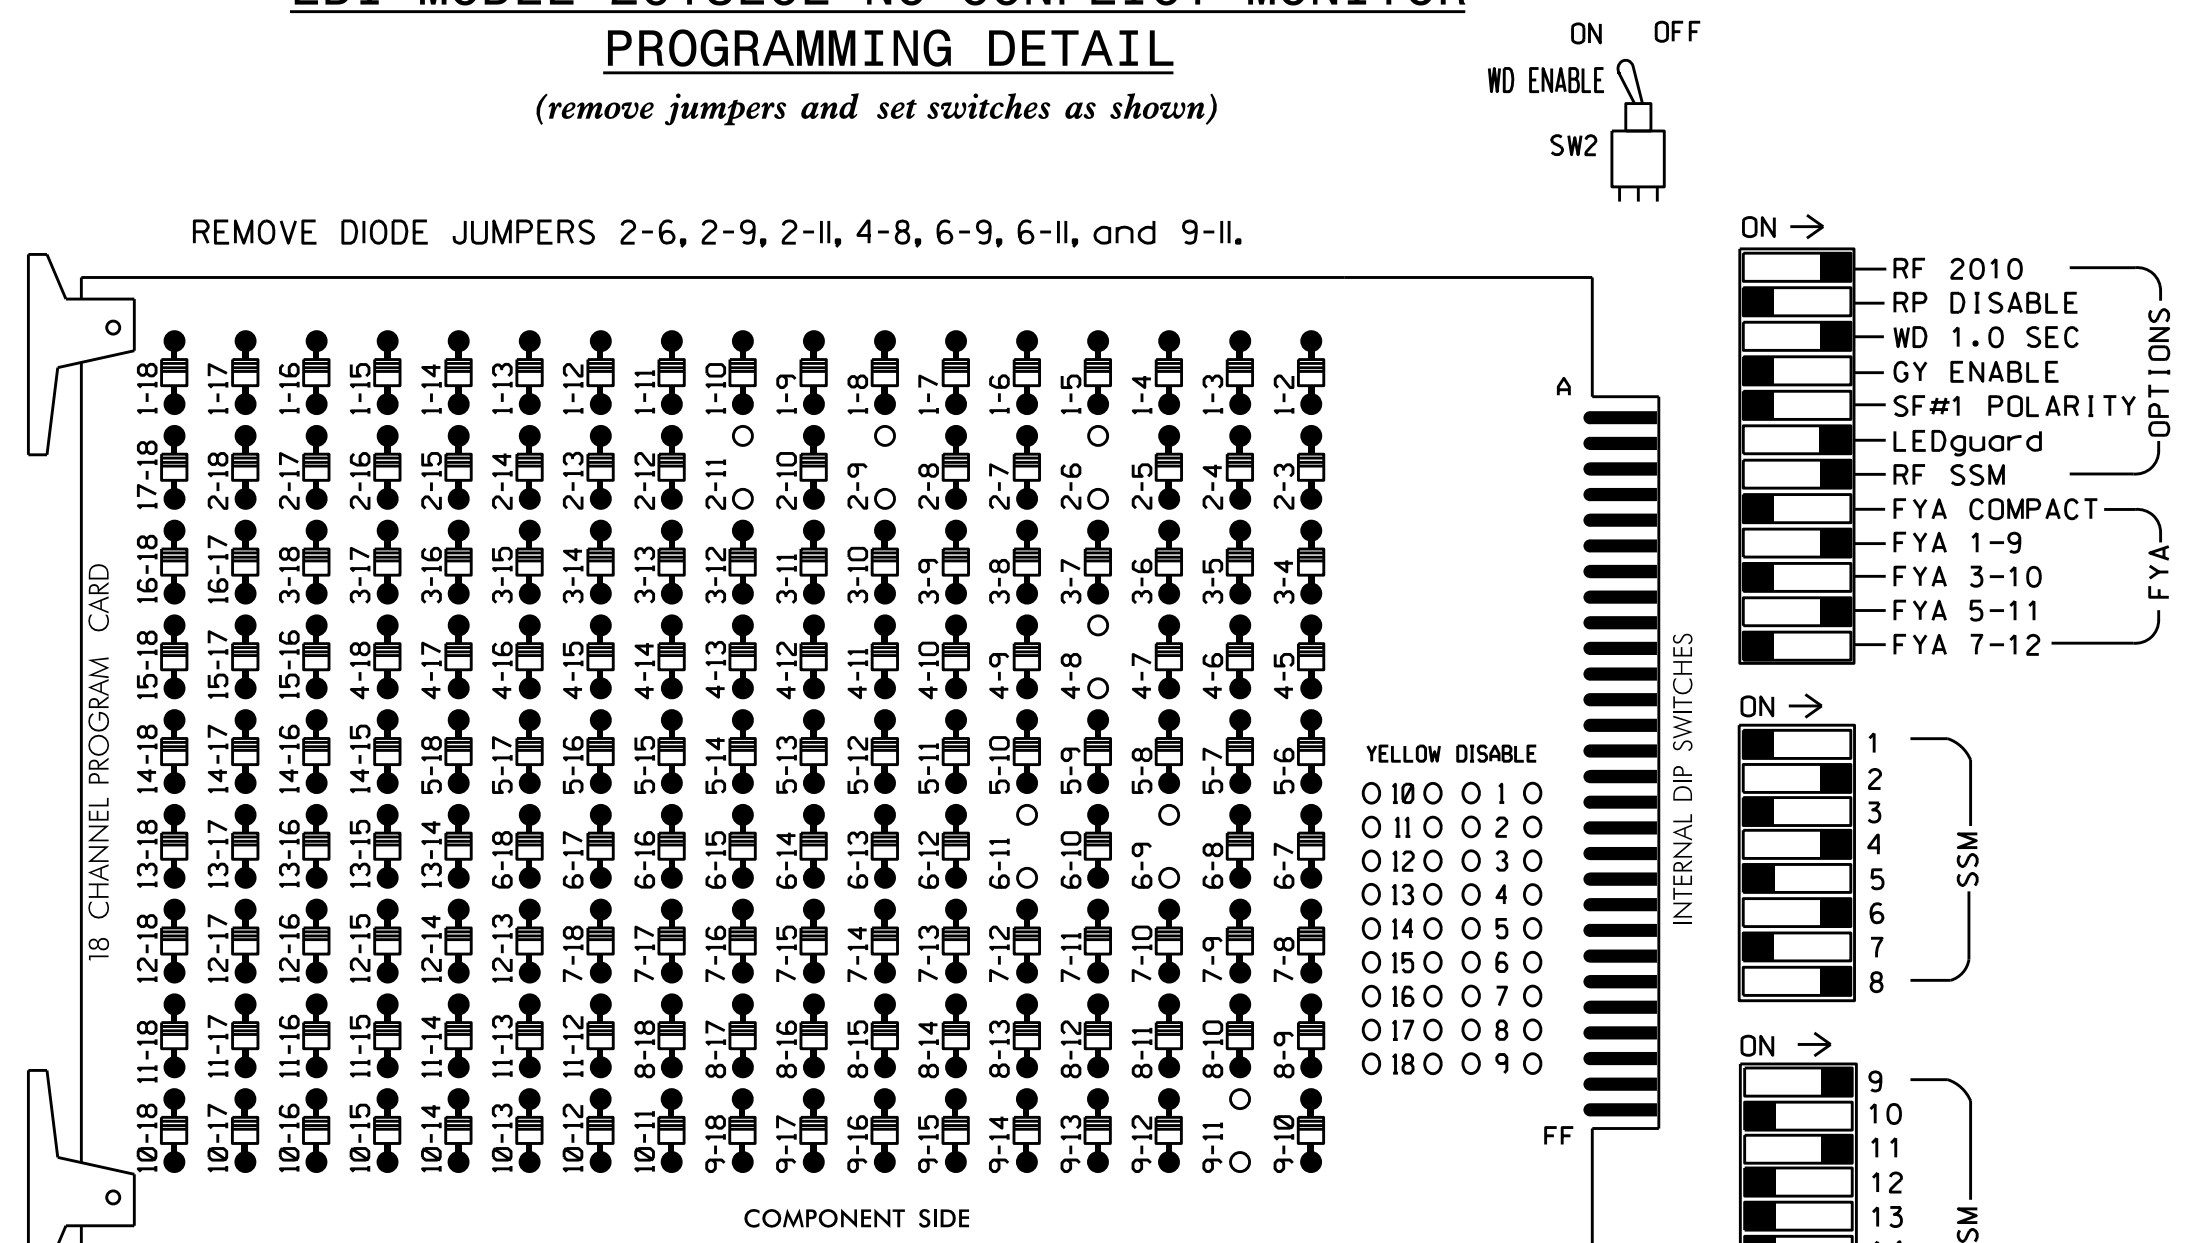 PROGRAMMING DETAIL
(remove jumpers and set switches as shown)
ON OFF
WD ENABLE
SW2
REMOVE DIODE JUMPERS 2-6, 2-9, 2-11, 4-8, 6-9, 6-11, and 9-11.
1-18 1-17 1-16 1-15 1-14 1-13 1-12 1-11 1-10 1-9 1-8 1-7 1-6 1-5 1-4 1-3 1-2
17-18 2-18 2-17 2-16 2-15 2-14 2-13 2-12 2-11 2-10 2-9 2-8 2-7 2-6 2-5 2-4 2-3
16-18 16-17 3-18 3-17 3-16 3-15 3-14 3-13 3-12 3-11 3-10 3-9 3-8 3-7 3-6 3-5 3-4
15-18 15-17 15-16 4-18 4-17 4-16 4-15 4-14 4-13 4-12 4-11 4-10 4-9 4-8 4-7 4-6 4-5
14-18 14-17 14-16 14-15 5-18 5-17 5-16 5-15 5-14 5-13 5-12 5-11 5-10 5-9 5-8 5-7 5-6
13-18 13-17 13-16 13-15 13-14 6-18 6-17 6-16 6-15 6-14 6-13 6-12 6-11 6-10 6-9 6-8 6-7
12-18 12-17 12-16 12-15 12-14 12-13 7-18 7-17 7-16 7-15 7-14 7-13 7-12 7-11 7-10 7-9 7-8
11-18 11-17 11-16 11-15 11-14 11-13 11-12 8-18 8-17 8-16 8-15 8-14 8-13 8-12 8-11 8-10 8-9
10-18 10-17 10-16 10-15 10-14 10-13 10-12 10-11 9-18 9-17 9-16 9-15 9-14 9-13 9-12 9-11 9-10
18 CHANNEL PROGRAM CARD
COMPONENT SIDE
YELLOW DISABLE
10 1
11 2
12 3
13 4
14 5
15 6
16 7
17 8
18 9
A
FF
INTERNAL DIP SWITCHES
ON
RF 2010
RP DISABLE
WD 1.0 SEC
GY ENABLE
SF#1 POLARITY
LEDguard
RF SSM
OPTIONS
FYA COMPACT
FYA 1-9
FYA 3-10
FYA 5-11
FYA 7-12
FYA
ON
1
2
3
4
5
6
7
8
SSM
ON
9
10
11
12
13